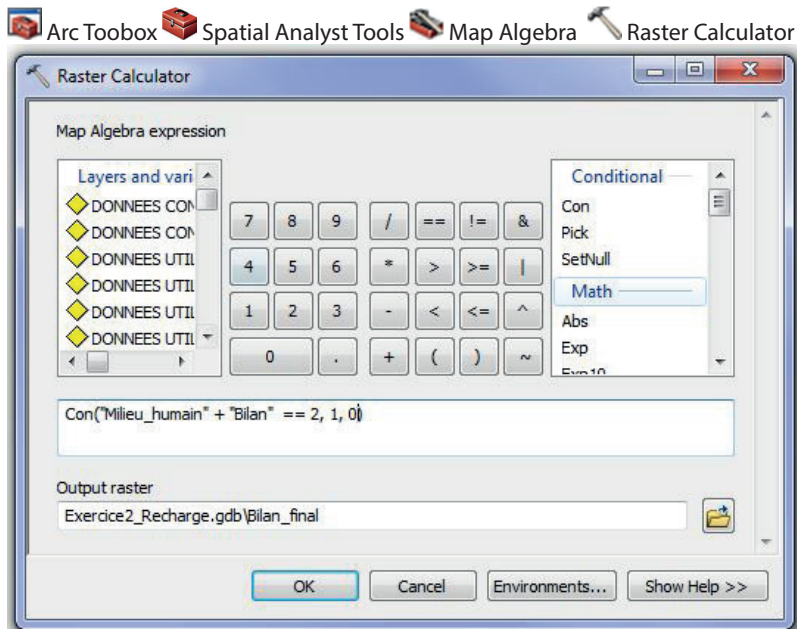 Arc Toobox Spatial Analyst Tools Map Algebra Raster Calculator
Raster Calculator
Map Algebra expression
Layers and vari
DONNEES CON
DONNEES CON
DONNEES UTIL
DONNEES UTIL
DONNEES UTIL
DONNEES UTIL
7 8 9 / == != &
4 5 6 * > >= |
1 2 3 - < <= ^
0 . + ( ) ~
Conditional
Con
Pick
SetNull
Math
Abs
Exp
Exp10
Con("Milieu_humain" + "Bilan" == 2, 1, 0)
Output raster
Exercice2_Recharge.gdb\Bilan_final
OK Cancel Environments... Show Help >>